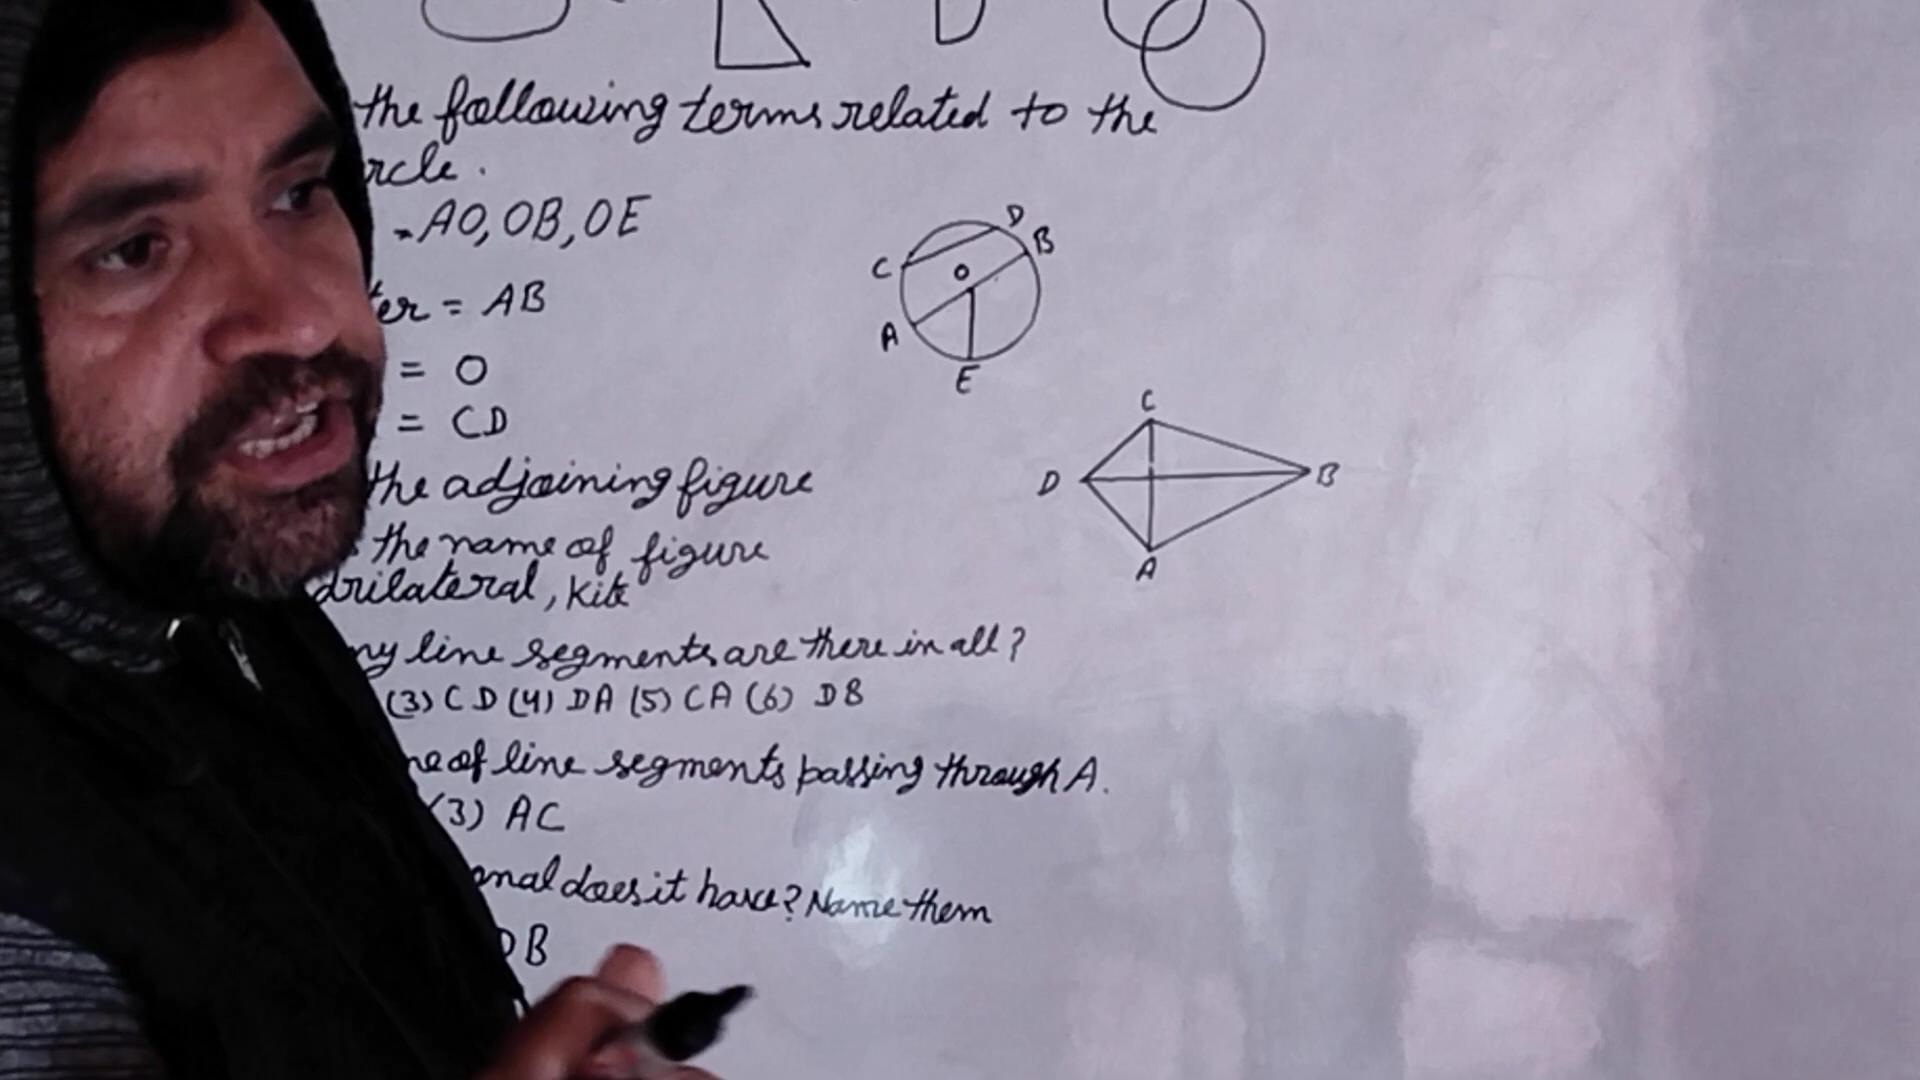 the following terms related to the
rcle.
= AO, OB, OE
D
B
C
O
A
E
ter = AB
= O
= CD
C
D
B
A
the adjoining figure
the name of figure
drilateral, kite
ny line segments are there in all?
(3) CD (4) DA (5) CA (6) DB
ne of line segments passing through A.
(3) AC
onal does it have? Name them
DB